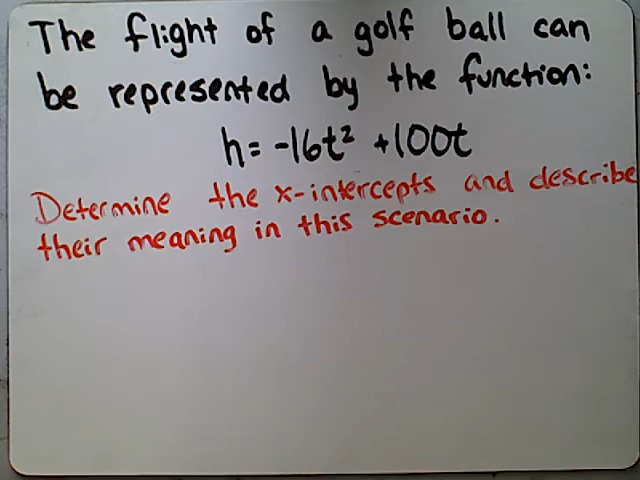 The flight of a golf ball can
be represented by the function:
h = -16t² + 100t
Determine the x-intercepts and describe
their meaning in this scenario.